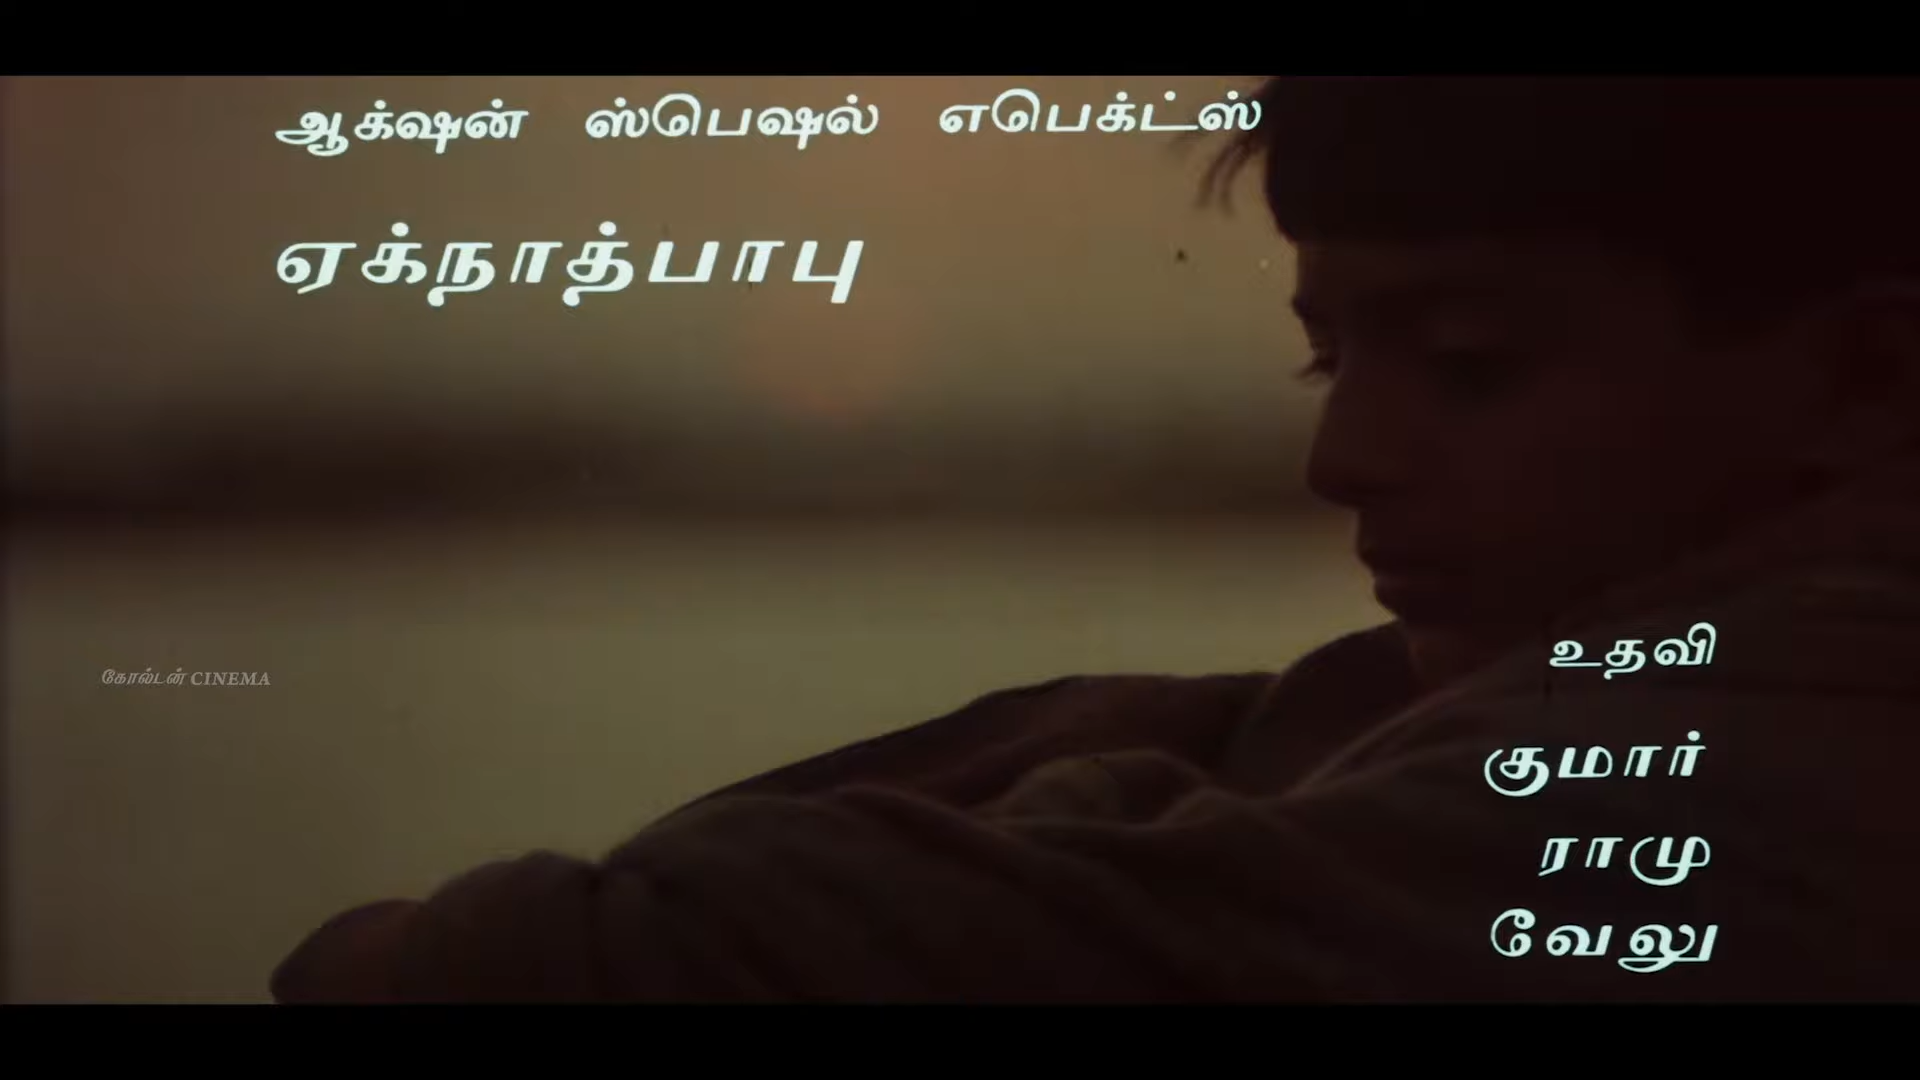 ஆக்ஷன் ஸ்பெஷல் எபெக்ட்ஸ்
ஏக்நாத்பாபு
கோல்டன் CINEMA
உதவி
குமார்
ராமு
வேலு